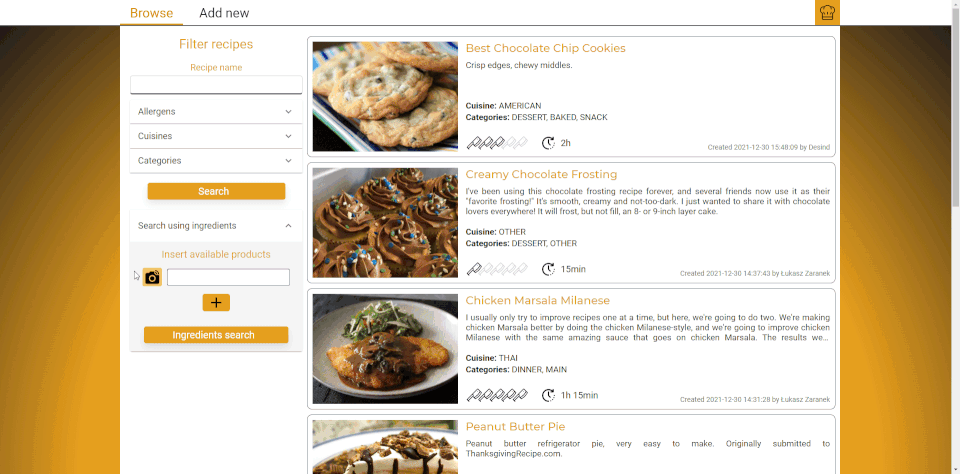 Browse
Add new
Filter recipes
Recipe name
Allergens
Cuisines
Categories
Search
Search using ingredients
Insert available products
Ingredients search
Best Chocolate Chip Cookies
Crisp edges, chewy middles.
Cuisine: AMERICAN
Categories: DESSERT, BAKED, SNACK
2h
Created 2021-12-30 15:48:09 by Desind
Creamy Chocolate Frosting
I've been using this chocolate frosting recipe forever, and several friends now use it as their
"favorite frosting!" It's smooth, creamy and not-too-dark. I just wanted to share it with chocolate
lovers everywhere! It will frost, but not fill, an 8- or 9-inch layer cake.
Cuisine: OTHER
Categories: DESSERT, OTHER
15min
Created 2021-12-30 14:37:43 by Łukasz Zaranek
Chicken Marsala Milanese
I usually only try to improve recipes one at a time, but here, we're going to do two. We're making
chicken Marsala better by doing the chicken Milanese-style, and we're going to improve chicken
Milanese with the same amazing sauce that goes on chicken Marsala. The results we...
Cuisine: THAI
Categories: DINNER, MAIN
1h 15min
Created 2021-12-30 14:31:28 by Łukasz Zaranek
Peanut Butter Pie
Peanut butter refrigerator pie, very easy to make. Originally submitted to
ThanksgivingRecipe.com.